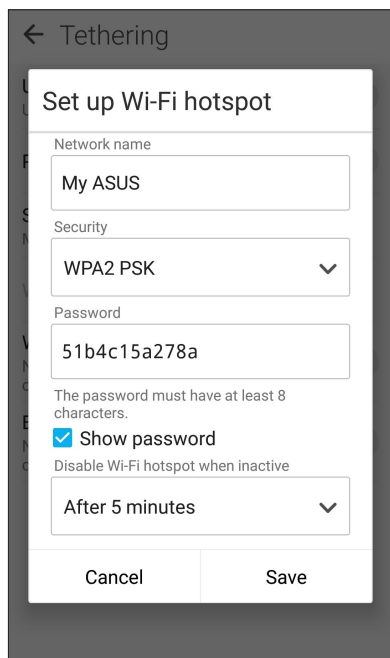 Tethering
Set up Wi-Fi hotspot
Network name
My ASUS
Security
WPA2 PSK
Password
51b4c15a278a
The password must have at least 8
characters.
Show password
Disable Wi-Fi hotspot when inactive
After 5 minutes
Cancel
Save